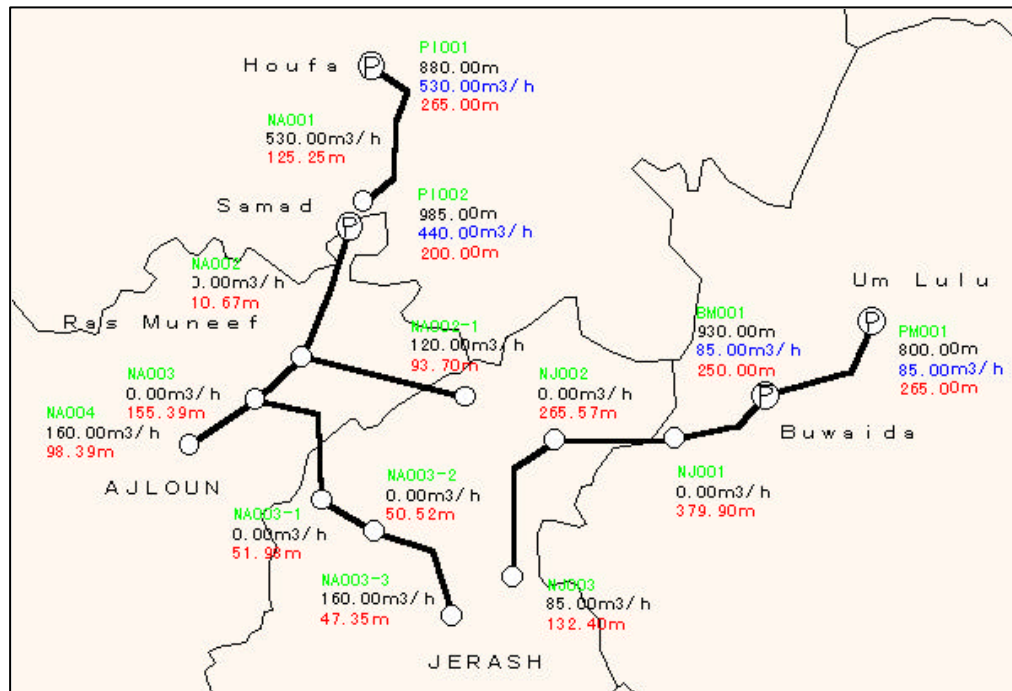 Houfa
PI001
880.00m
530.00m3/h
265.00m
NA001
530.00m3/h
125.25m
Samad
PI002
985.00m
440.00m3/h
200.00m
NA002
0.00m3/h
10.67m
Ras Muneef
Um Lulu
NA002-1
120.00m3/h
93.70m
BM001
930.00m
85.00m3/h
250.00m
PM001
800.00m
85.00m3/h
265.00m
NA003
0.00m3/h
155.39m
NJ002
0.00m3/h
265.57m
NA004
160.00m3/h
98.39m
Buwaida
AJLOUN
NA003-2
0.00m3/h
50.52m
NJ001
0.00m3/h
379.90m
NA003-1
0.00m3/h
51.98m
NA003-3
160.00m3/h
47.35m
NJ003
85.00m3/h
132.40m
JERASH